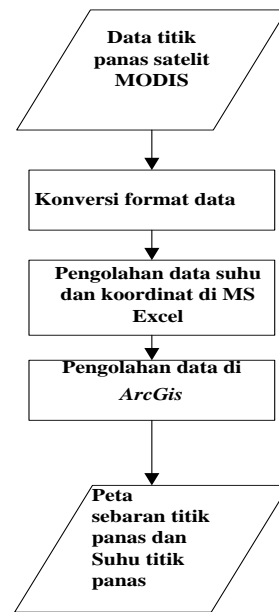 Data titik
panas satelit
MODIS
Konversi format data
Pengolahan data suhu
dan koordinat di MS
Excel
Pengolahan data di
ArcGis
Peta
sebaran titik
panas dan
Suhu titik
panas